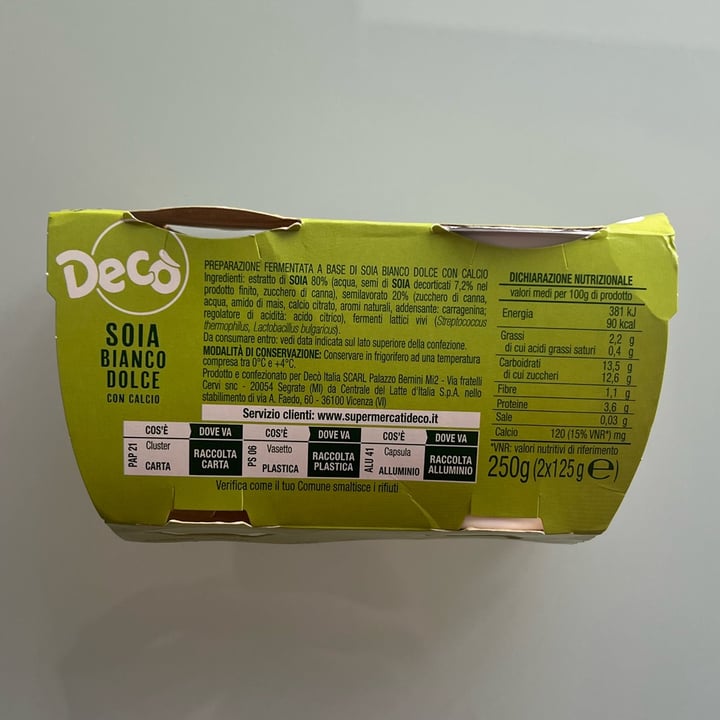 Decò
SOIA
BIANCO
DOLCE
CON CALCIO
PREPARAZIONE FERMENTATA A BASE DI SOIA BIANCO DOLCE CON CALCIO
Ingredienti: estratto di SOIA 80% (acqua, semi di SOIA decorticati 7,2% nel
prodotto finito, zucchero di canna), semilavorato 20% (zucchero di canna,
acqua, amido di mais, calcio citrato, aromi naturali, addensante: carragenina;
regolatore di acidità: acido citrico), fermenti lattici vivi (Streptococcus
thermophilus, Lactobacillus bulgaricus).
Da consumare entro: vedi data indicata sul lato superiore della confezione.
MODALITÀ DI CONSERVAZIONE: Conservare in frigorifero ad una temperatura
compresa tra 0°C e +4°C.
Prodotto e confezionato per Decò Italia SCARL Palazzo Bernini Mi2 - Via fratelli
Cervi snc - 20054 Segrate (MI) da Centrale del Latte d'Italia S.p.A. nello
stabilimento di via A. Faedo, 60 - 36100 Vicenza (VI)
Servizio clienti: www.supermercatideco.it
COS'È DOVE VA COS'È DOVE VA COS'È DOVE VA
PAP 21 Cluster CARTA RACCOLTA CARTA
PS 06 Vasetto PLASTICA RACCOLTA PLASTICA
ALU 41 Capsula ALLUMINIO RACCOLTA ALLUMINIO
Verifica come il tuo Comune smaltisce i rifiuti
DICHIARAZIONE NUTRIZIONALE
valori medi per 100g di prodotto
Energia 381 kJ
90 kcal
Grassi 2,2 g
di cui acidi grassi saturi 0,4 g
Carboidrati 13,5 g
di cui zuccheri 12,6 g
Fibre 1,1 g
Proteine 3,6 g
Sale 0,03 g
Calcio 120 (15% VNR*) mg
*VNR: valori nutritivi di riferimento
250g (2x125g e)